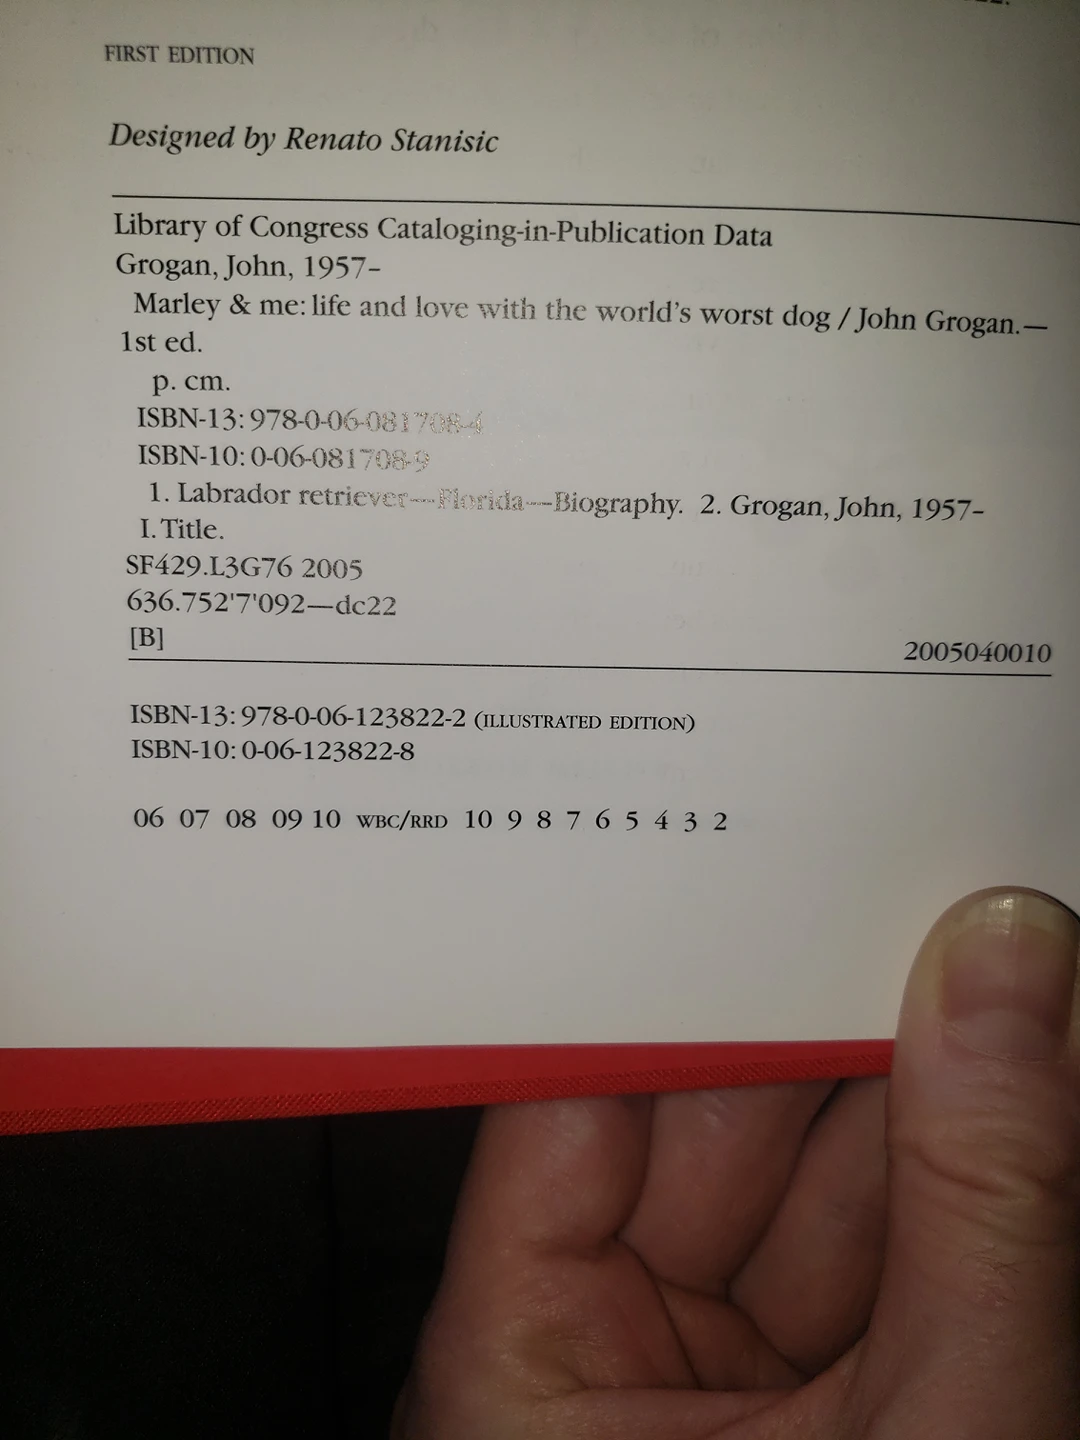 FIRST EDITION
Designed by Renato Stanisic
Library of Congress Cataloging-in-Publication Data
Grogan, John, 1957–
Marley & me: life and love with the world's worst dog / John Grogan.—
1st ed.
p. cm.
ISBN-13: 978-0-06-081708-4
ISBN-10: 0-06-081708-9
1. Labrador retriever—Florida—Biography. 2. Grogan, John, 1957–
I. Title.
SF429.L3G76 2005
636.752'7'092—dc22
[B]
2005040010
ISBN-13: 978-0-06-123822-2 (ILLUSTRATED EDITION)
ISBN-10: 0-06-123822-8
06 07 08 09 10 WBC/RRD 10 9 8 7 6 5 4 3 2